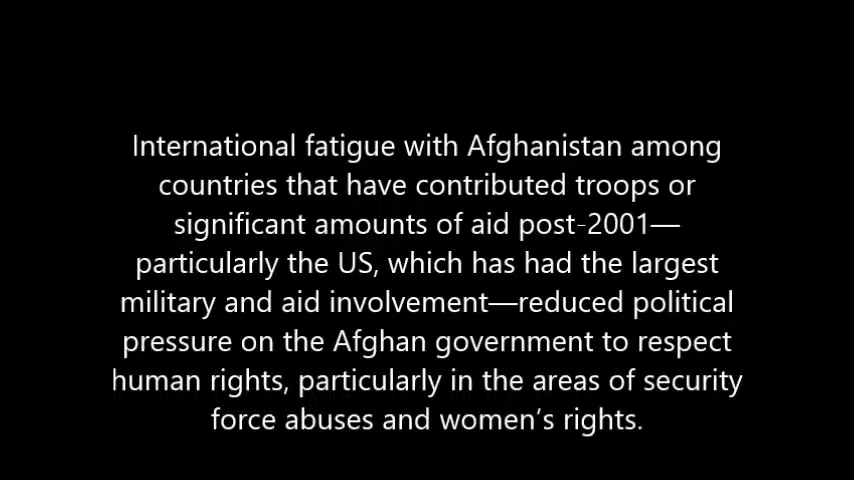 International fatigue with Afghanistan among
countries that have contributed troops or
significant amounts of aid post-2001—
particularly the US, which has had the largest
military and aid involvement—reduced political
pressure on the Afghan government to respect
human rights, particularly in the areas of security
force abuses and women’s rights.